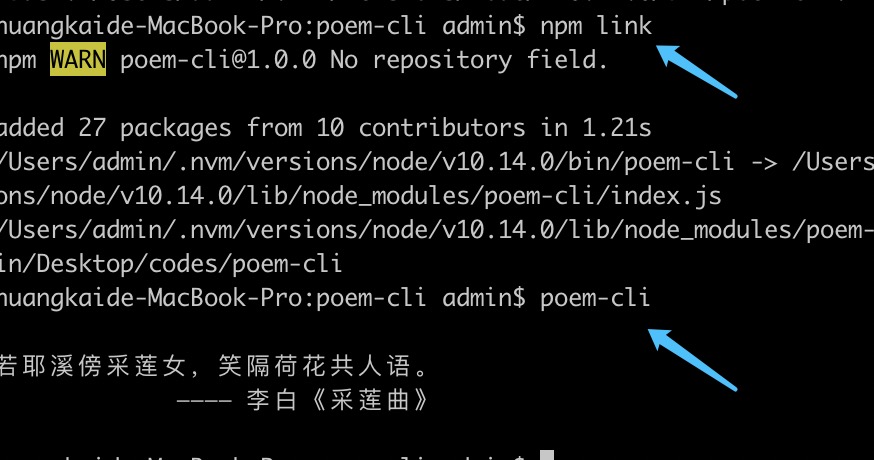 huangkaide-MacBook-Pro:poem-cli admin$ npm link
npm WARN poem-cli@1.0.0 No repository field.
added 27 packages from 10 contributors in 1.21s
/Users/admin/.nvm/versions/node/v10.14.0/bin/poem-cli -> /Users
ons/node/v10.14.0/lib/node_modules/poem-cli/index.js
/Users/admin/.nvm/versions/node/v10.14.0/lib/node_modules/poem-
in/Desktop/codes/poem-cli
huangkaide-MacBook-Pro:poem-cli admin$ poem-cli
若耶溪傍采莲女，笑隔荷花共人语。
———— 李白《采莲曲》